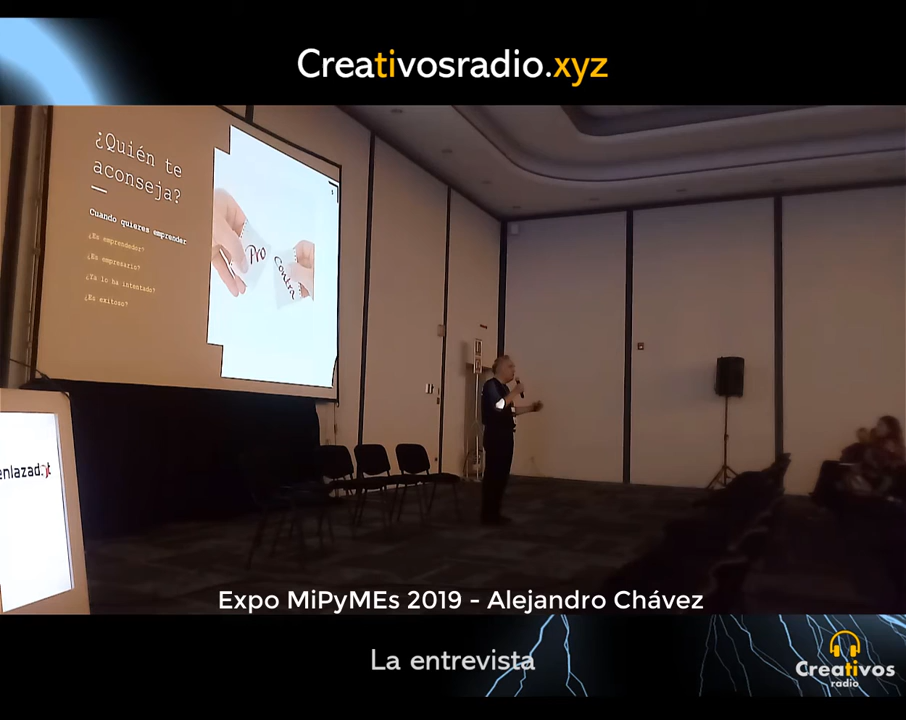 Creativosradio.xyz
¿Quién te
aconseja?
Cuando quieres emprender
¿Es emprendedor?
¿Es empresario?
¿Ya lo ha intentado?
¿Es exitoso?
Pro
Contra
enlazad
Expo MiPyMEs 2019 - Alejandro Chávez
La entrevista
Creativos
radio